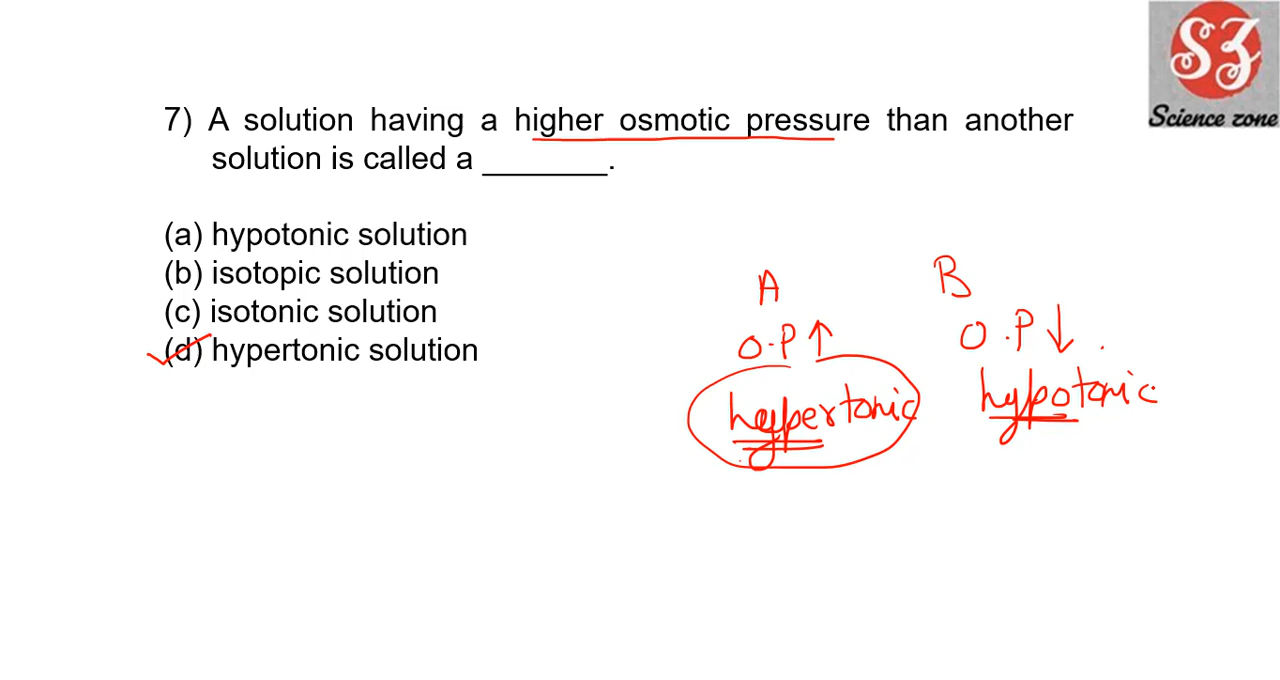 SZ
Science zone
7) A solution having a higher osmotic pressure than another
solution is called a _______.
(a) hypotonic solution
(b) isotopic solution
(c) isotonic solution
(d) hypertonic solution
A
B
O.P ↑
O.P ↓
hypertonic
hypotonic